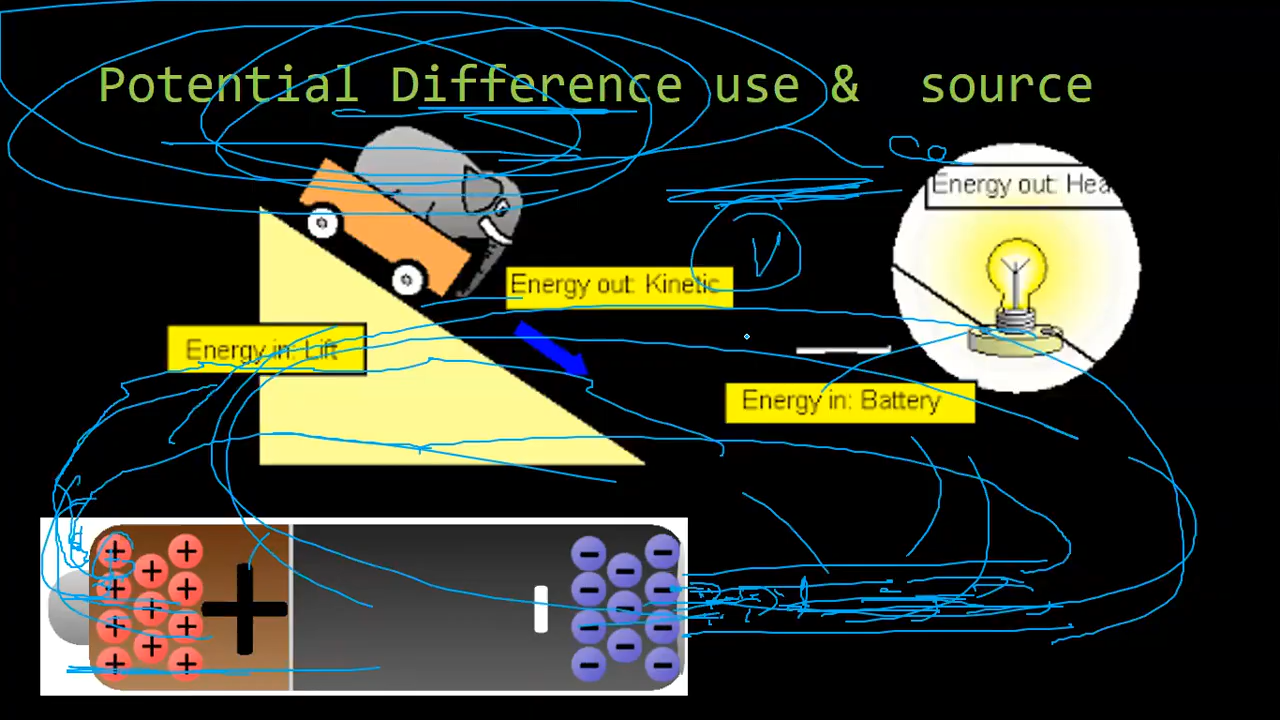 Potential Difference use & source
Energy out: Hea
V
Energy out: Kinetic
Energy in: Lift
Energy in: Battery